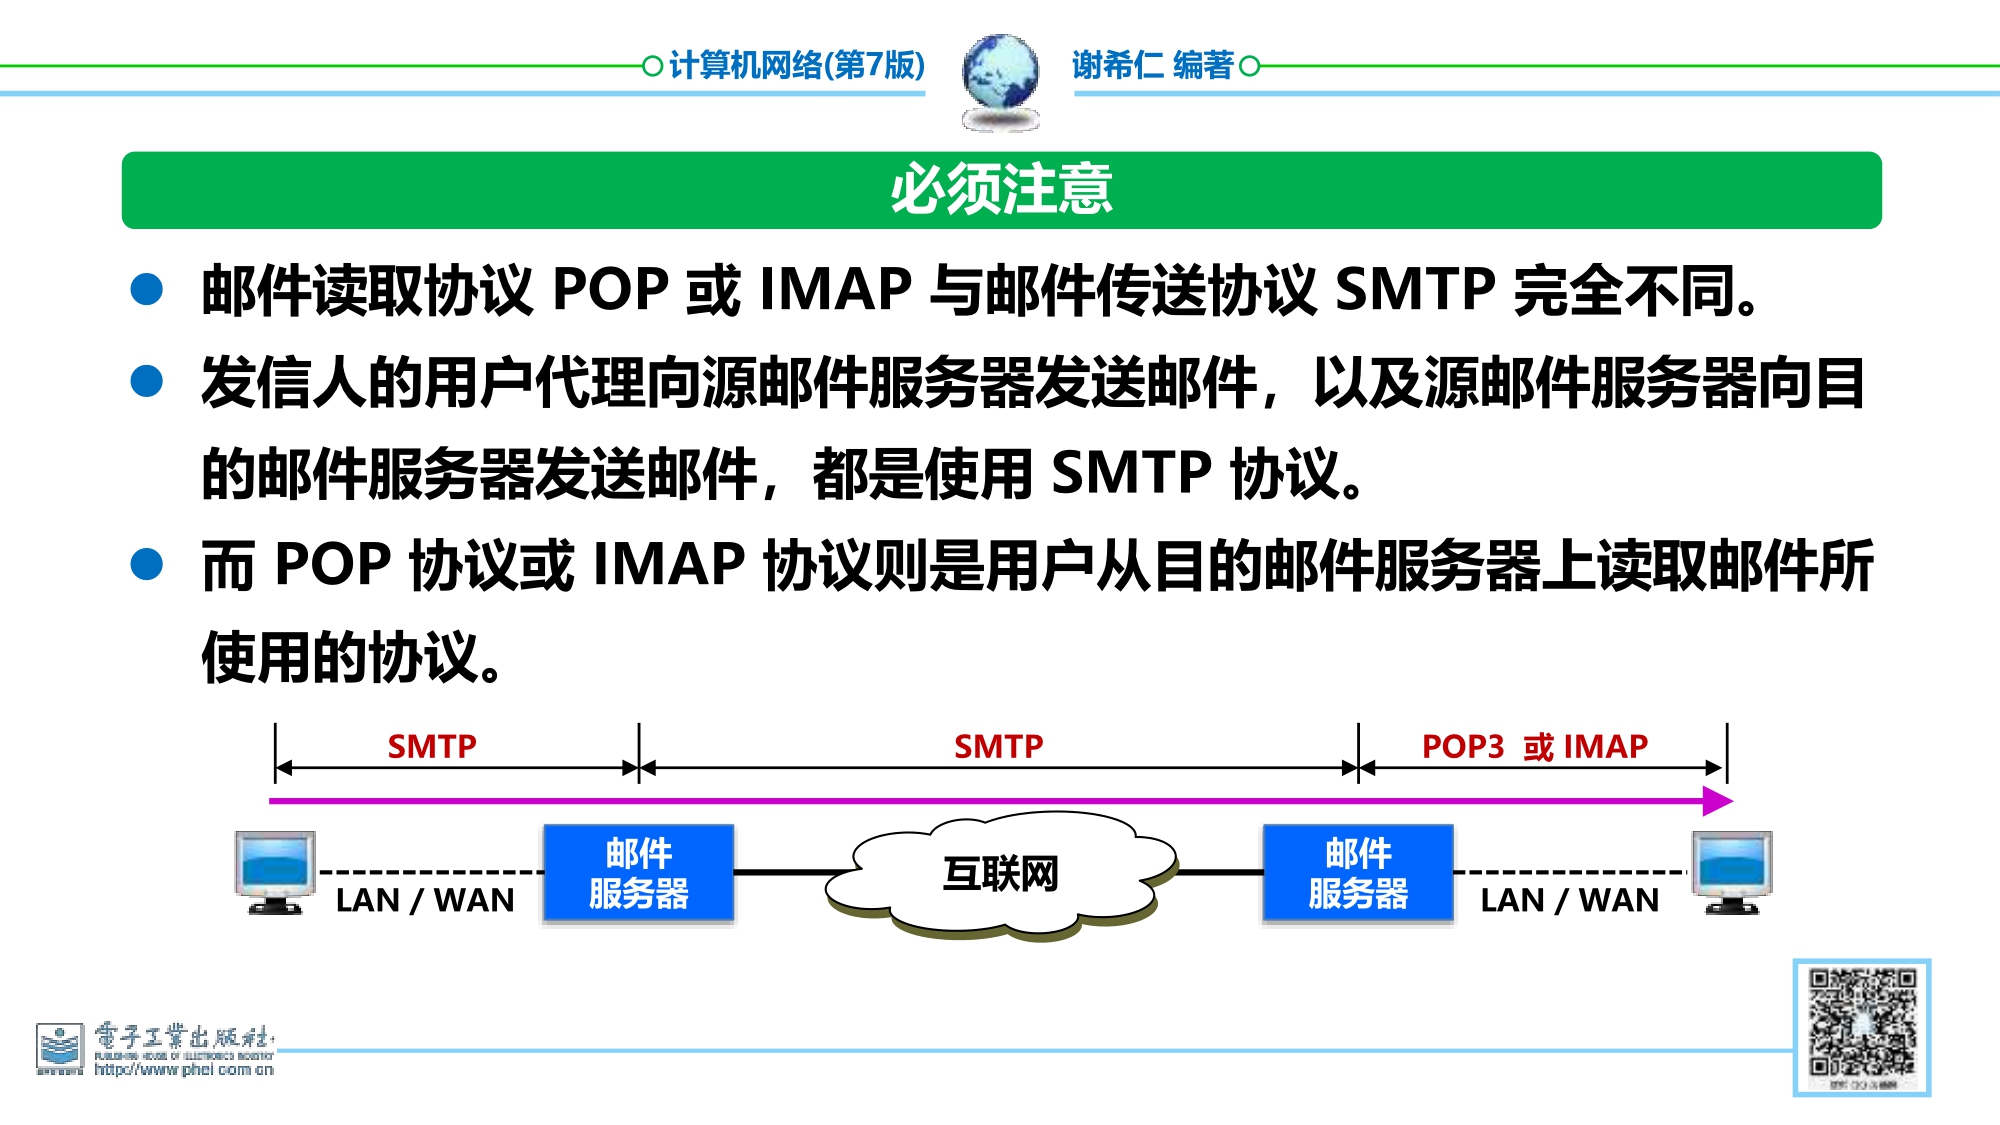 计算机网络(第7版)
谢希仁 编著
必须注意
● 邮件读取协议 POP 或 IMAP 与邮件传送协议 SMTP 完全不同。
● 发信人的用户代理向源邮件服务器发送邮件，以及源邮件服务器向目
的邮件服务器发送邮件，都是使用 SMTP 协议。
● 而 POP 协议或 IMAP 协议则是用户从目的邮件服务器上读取邮件所
使用的协议。
SMTP SMTP POP3 或 IMAP
邮件
服务器
互联网
邮件
服务器
LAN / WAN LAN / WAN
電子工業出版社
PUBLISHING HOUSE OF ELECTRONICS INDUSTRY
http://www.phei.com.cn